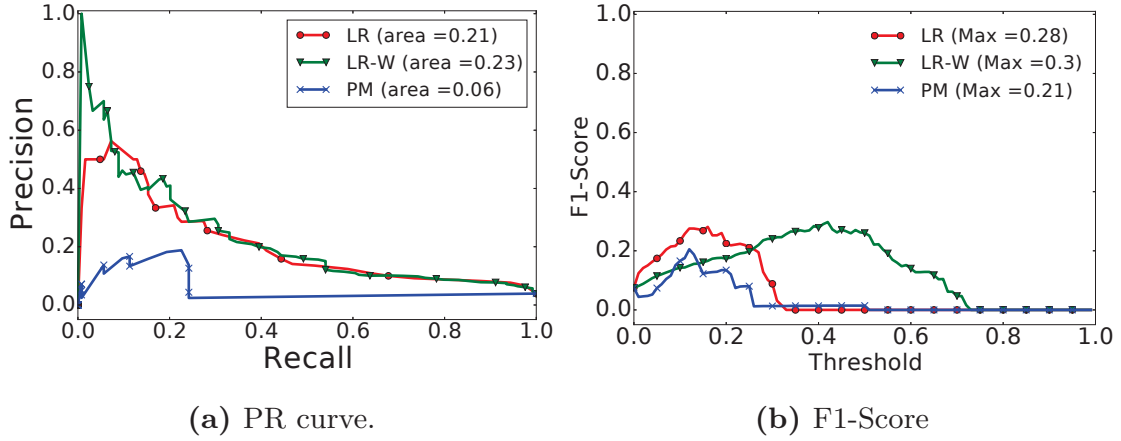 1.0
0.8
0.6
0.4
0.2
0.0
Precision
LR (area =0.21)
LR-W (area =0.23)
PM (area =0.06)
0.0 0.2 0.4 0.6 0.8 1.0
Recall
(a) PR curve.
1.0
0.8
0.6
0.4
0.2
0.0
F1-Score
LR (Max =0.28)
LR-W (Max =0.3)
PM (Max =0.21)
0.0 0.2 0.4 0.6 0.8 1.0
Threshold
(b) F1-Score